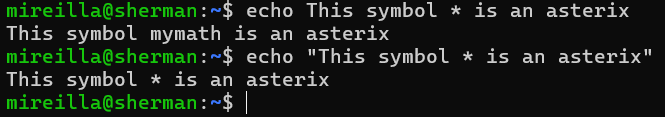 mireilla@sherman:~$ echo This symbol * is an asterix
This symbol mymath is an asterix
mireilla@sherman:~$ echo "This symbol * is an asterix"
This symbol * is an asterix
mireilla@sherman:~$